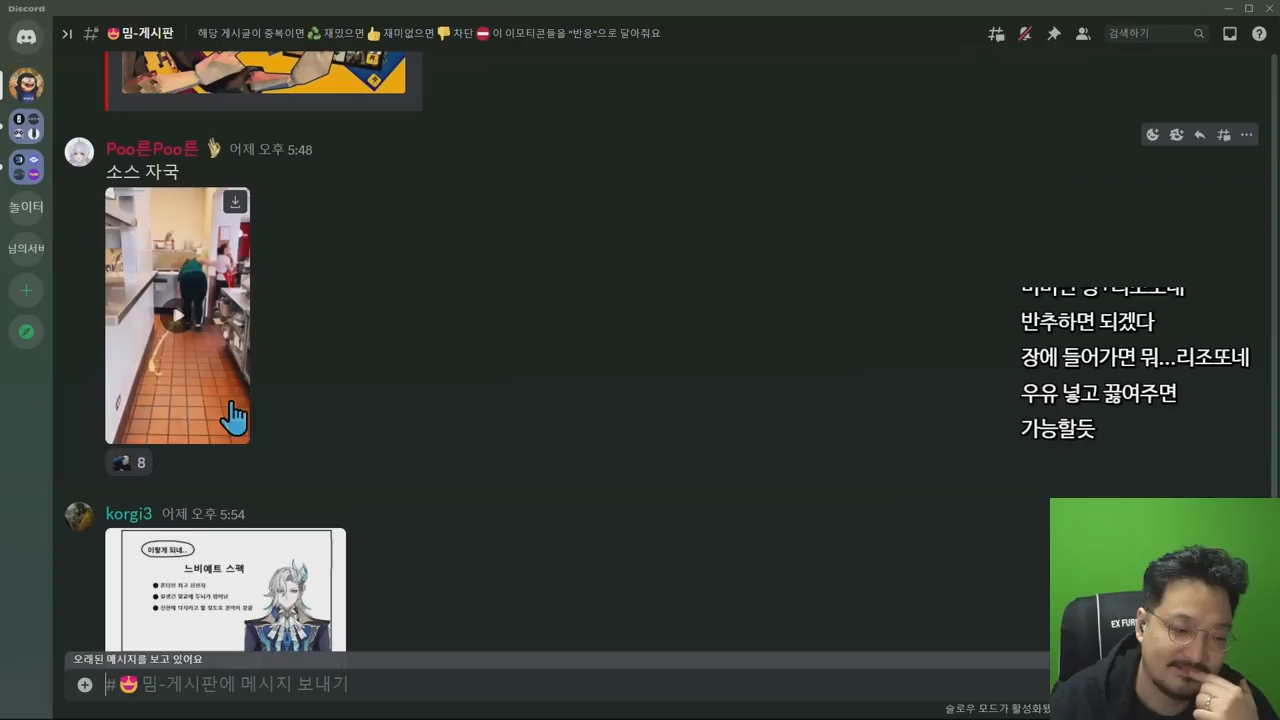 Discord
밈-게시판
해당 게시글이 중복이면 재밌으면 재미없으면 차단 이 이모티콘들을 "반응"으로 달아줘요
검색하기
Poo른Poo른 어제 오후 5:48
소스 자국
8
놀이터
님의서버
반추하면 되겠다
장에 들어가면 뭐...리조또네
우유 넣고 끓여주면
가능할듯
korgi3 어제 오후 5:54
이렇게 되네..
느비예트 스펙
오래된 메시지를 보고 있어요
#밈-게시판에 메시지 보내기
슬로우 모드가 활성화됐
EX FUR